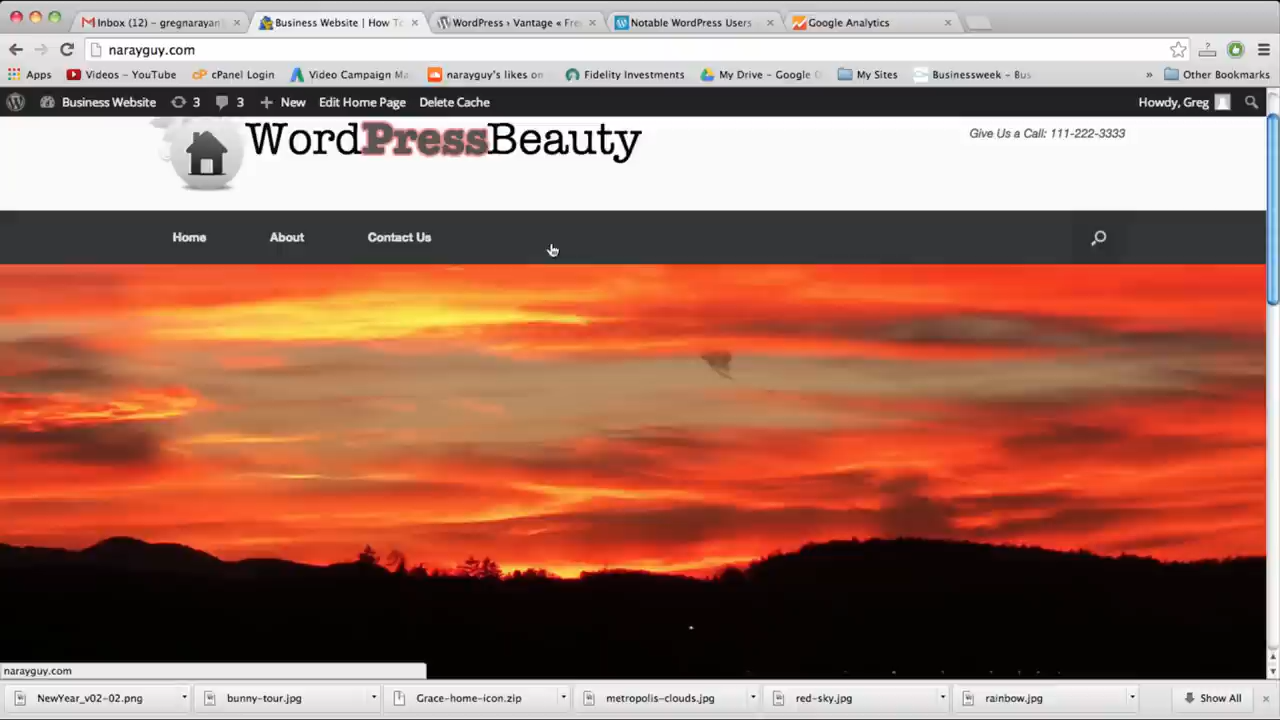 Inbox (12) - gregnarayan
Business Website | How To
WordPress › Vantage « Fre
Notable WordPress Users
Google Analytics
narayguy.com
Apps
Videos – YouTube
cPanel Login
Video Campaign Ma
narayguy's likes on
Fidelity Investments
My Drive - Google D
My Sites
Businessweek - Bus
»
Other Bookmarks
Business Website
3
3
New
Edit Home Page
Delete Cache
Howdy, Greg
WordPressBeauty
Give Us a Call: 111-222-3333
Home
About
Contact Us
narayguy.com
NewYear_v02-02.png
bunny-tour.jpg
Grace-home-icon.zip
metropolis-clouds.jpg
red-sky.jpg
rainbow.jpg
Show All